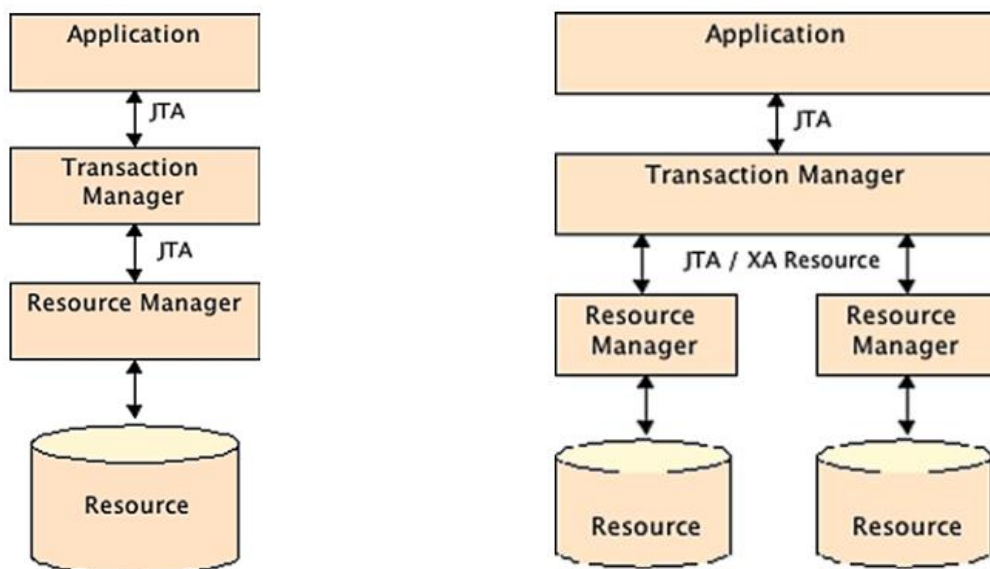 Application
JTA
Transaction
Manager
JTA
Resource Manager
Resource
Application
JTA
Transaction Manager
JTA / XA Resource
Resource
Manager
Resource
Manager
Resource
Resource